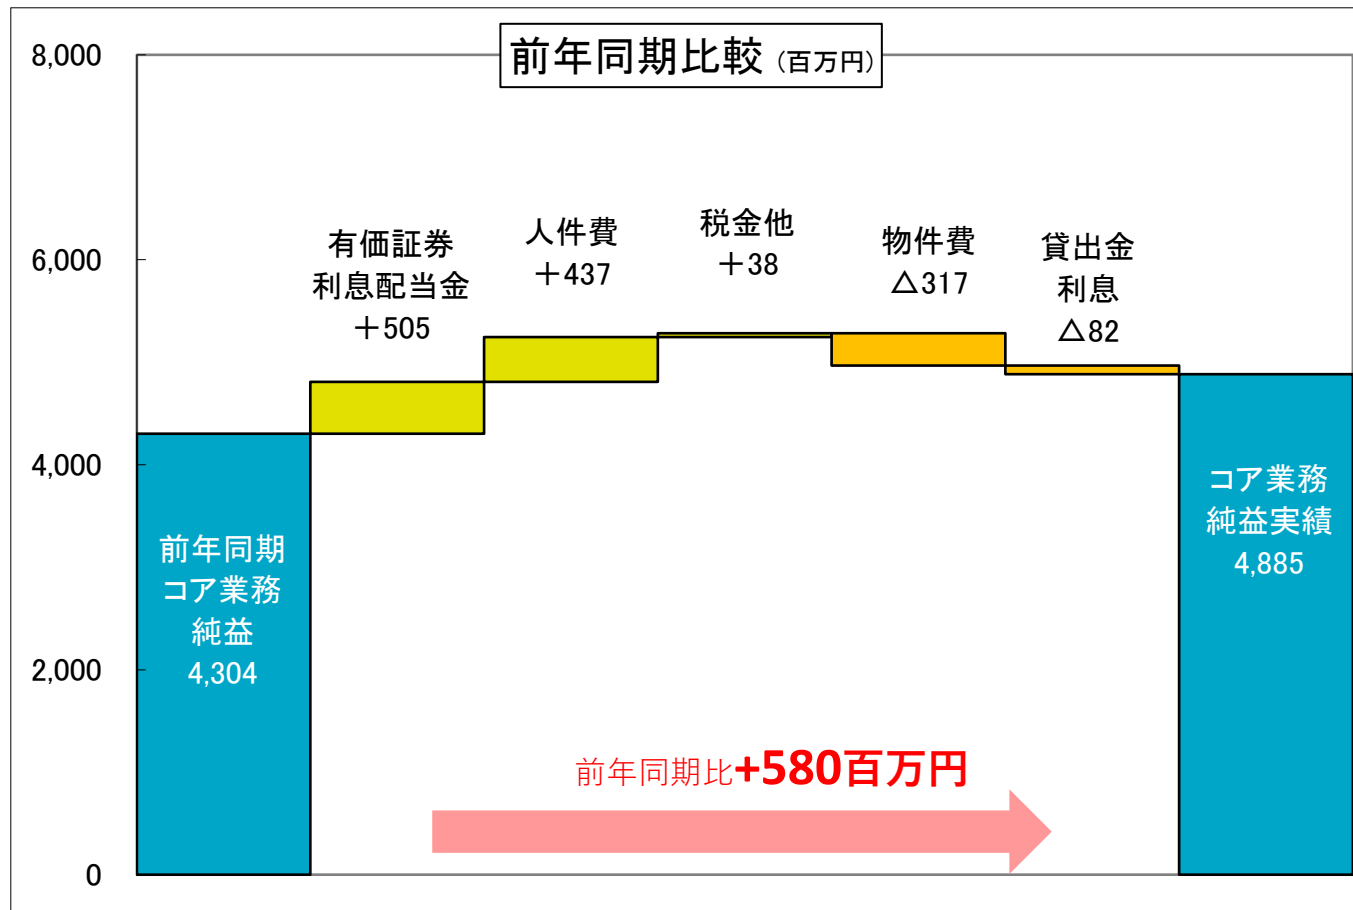 前年同期比較 (百万円)
8,000
6,000
4,000
2,000
0
前年同期
コア業務
純益
4,304
有価証券
利息配当金
＋505
人件費
＋437
税金他
＋38
物件費
△317
貸出金
利息
△82
コア業務
純益実績
4,885
前年同期比+580百万円